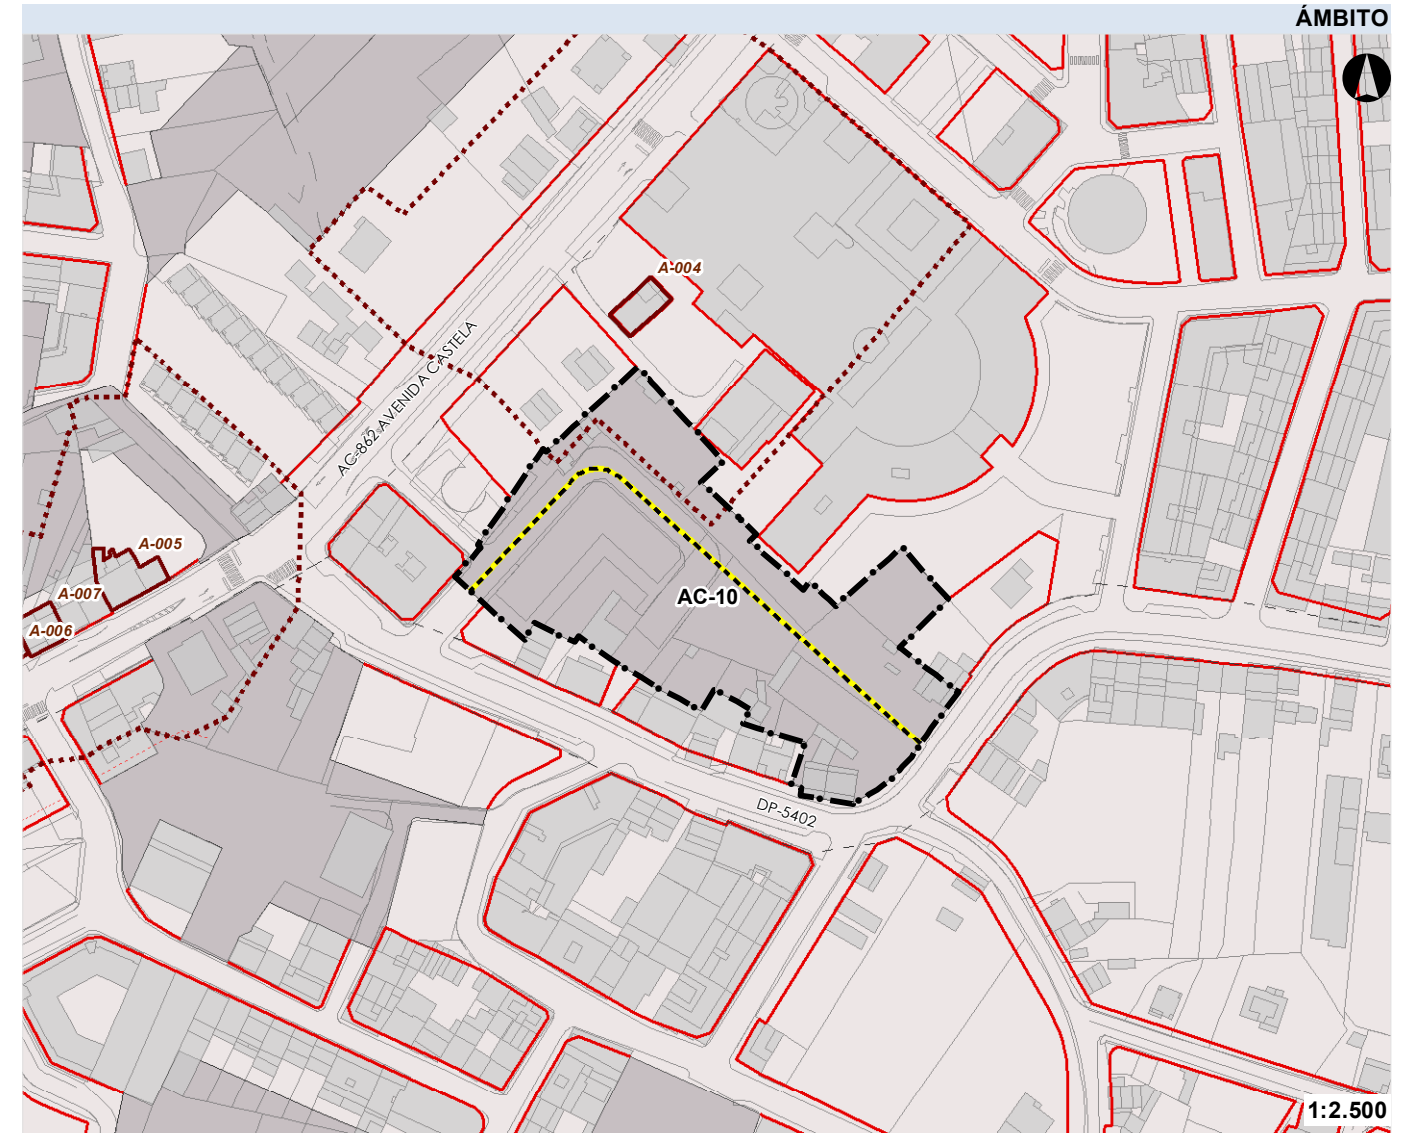 ÁMBITO
A-004
AC-862 AVENIDA CASTELA
A-005
A-007
A-006
AC-10
DP-5402
1:2.500